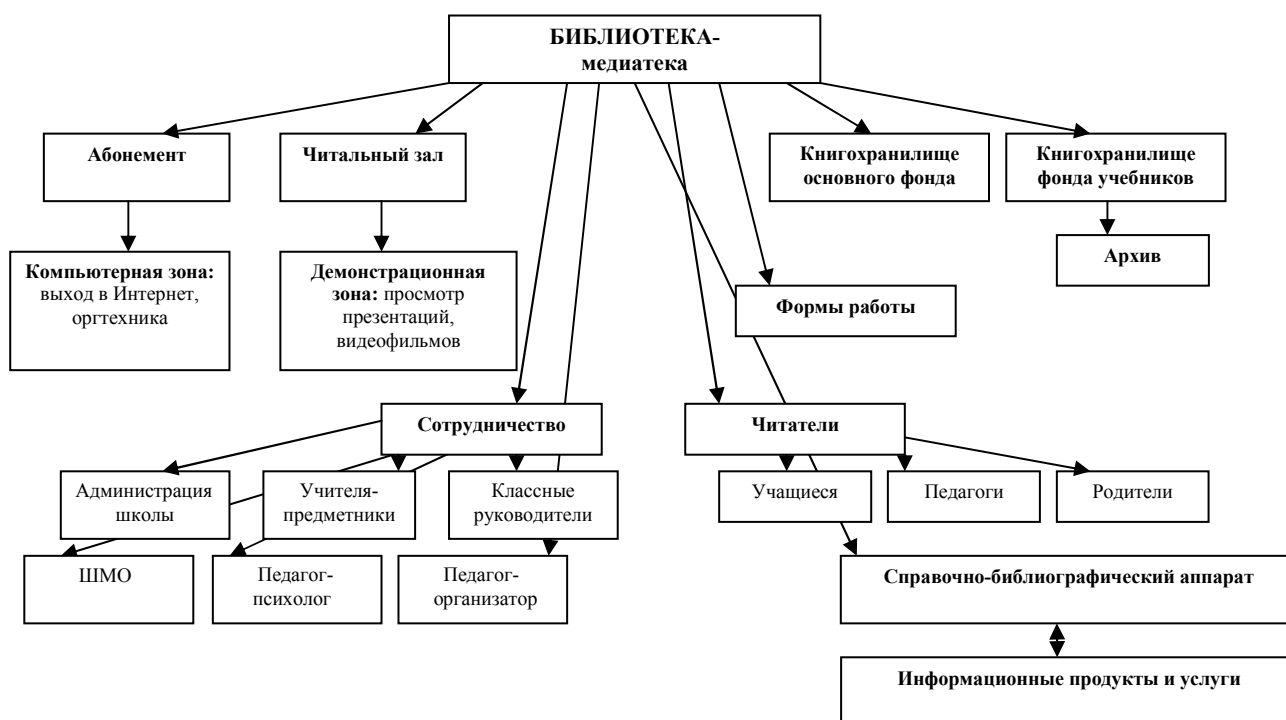 БИБЛИОТЕКА-
медиатека
Абонемент
Читальный зал
Книгохранилище
основного фонда
Книгохранилище
фонда учебников
Компьютерная зона:
выход в Интернет,
оргтехника
Демонстрационная
зона: просмотр
презентаций,
видеофильмов
Архив
Формы работы
Сотрудничество
Читатели
Администрация
школы
Учителя-
предметники
Классные
руководители
Учащиеся
Педагоги
Родители
ШМО
Педагог-
психолог
Педагог-
организатор
Справочно-библиографический аппарат
Информационные продукты и услуги